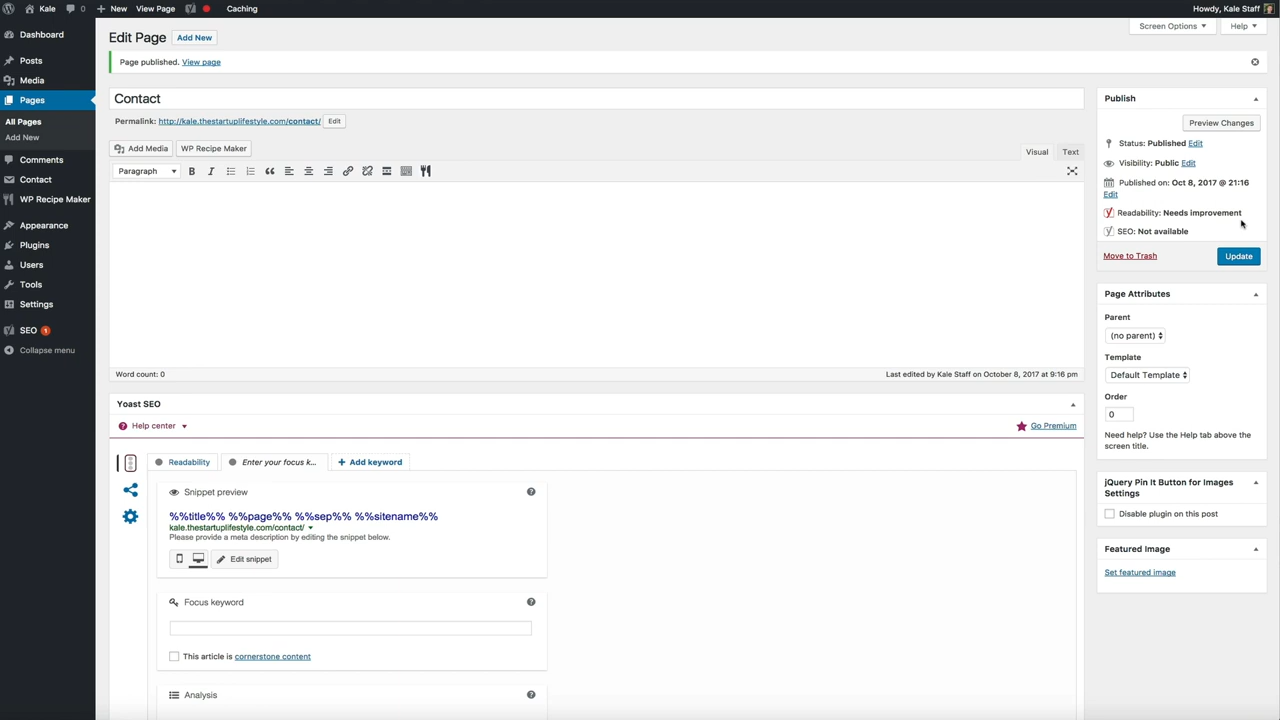 Kale 0 + New View Page Caching Howdy, Kale Staff
Screen Options ▼ Help ▼
Dashboard
Posts
Media
Pages
All Pages
Add New
Comments
Contact
WP Recipe Maker
Appearance
Plugins
Users
Tools
Settings
SEO 1
Collapse menu
Edit Page Add New
Page published. View page
Contact
Permalink: http://kale.thestartuplifestyle.com/contact/ Edit
Add Media WP Recipe Maker
Visual Text
Paragraph B I
Word count: 0 Last edited by Kale Staff on October 8, 2017 at 9:16 pm
Yoast SEO
Help center
Go Premium
Readability Enter your focus k... + Add keyword
Snippet preview
%%title%% %%page%% %%sep%% %%sitename%%
kale.thestartuplifestyle.com/contact/
Please provide a meta description by editing the snippet below.
Edit snippet
Focus keyword
This article is cornerstone content
Analysis
Publish
Preview Changes
Status: Published Edit
Visibility: Public Edit
Published on: Oct 8, 2017 @ 21:16
Edit
Readability: Needs improvement
SEO: Not available
Move to Trash Update
Page Attributes
Parent
(no parent)
Template
Default Template
Order
0
Need help? Use the Help tab above the
screen title.
jQuery Pin It Button for Images
Settings
Disable plugin on this post
Featured Image
Set featured image